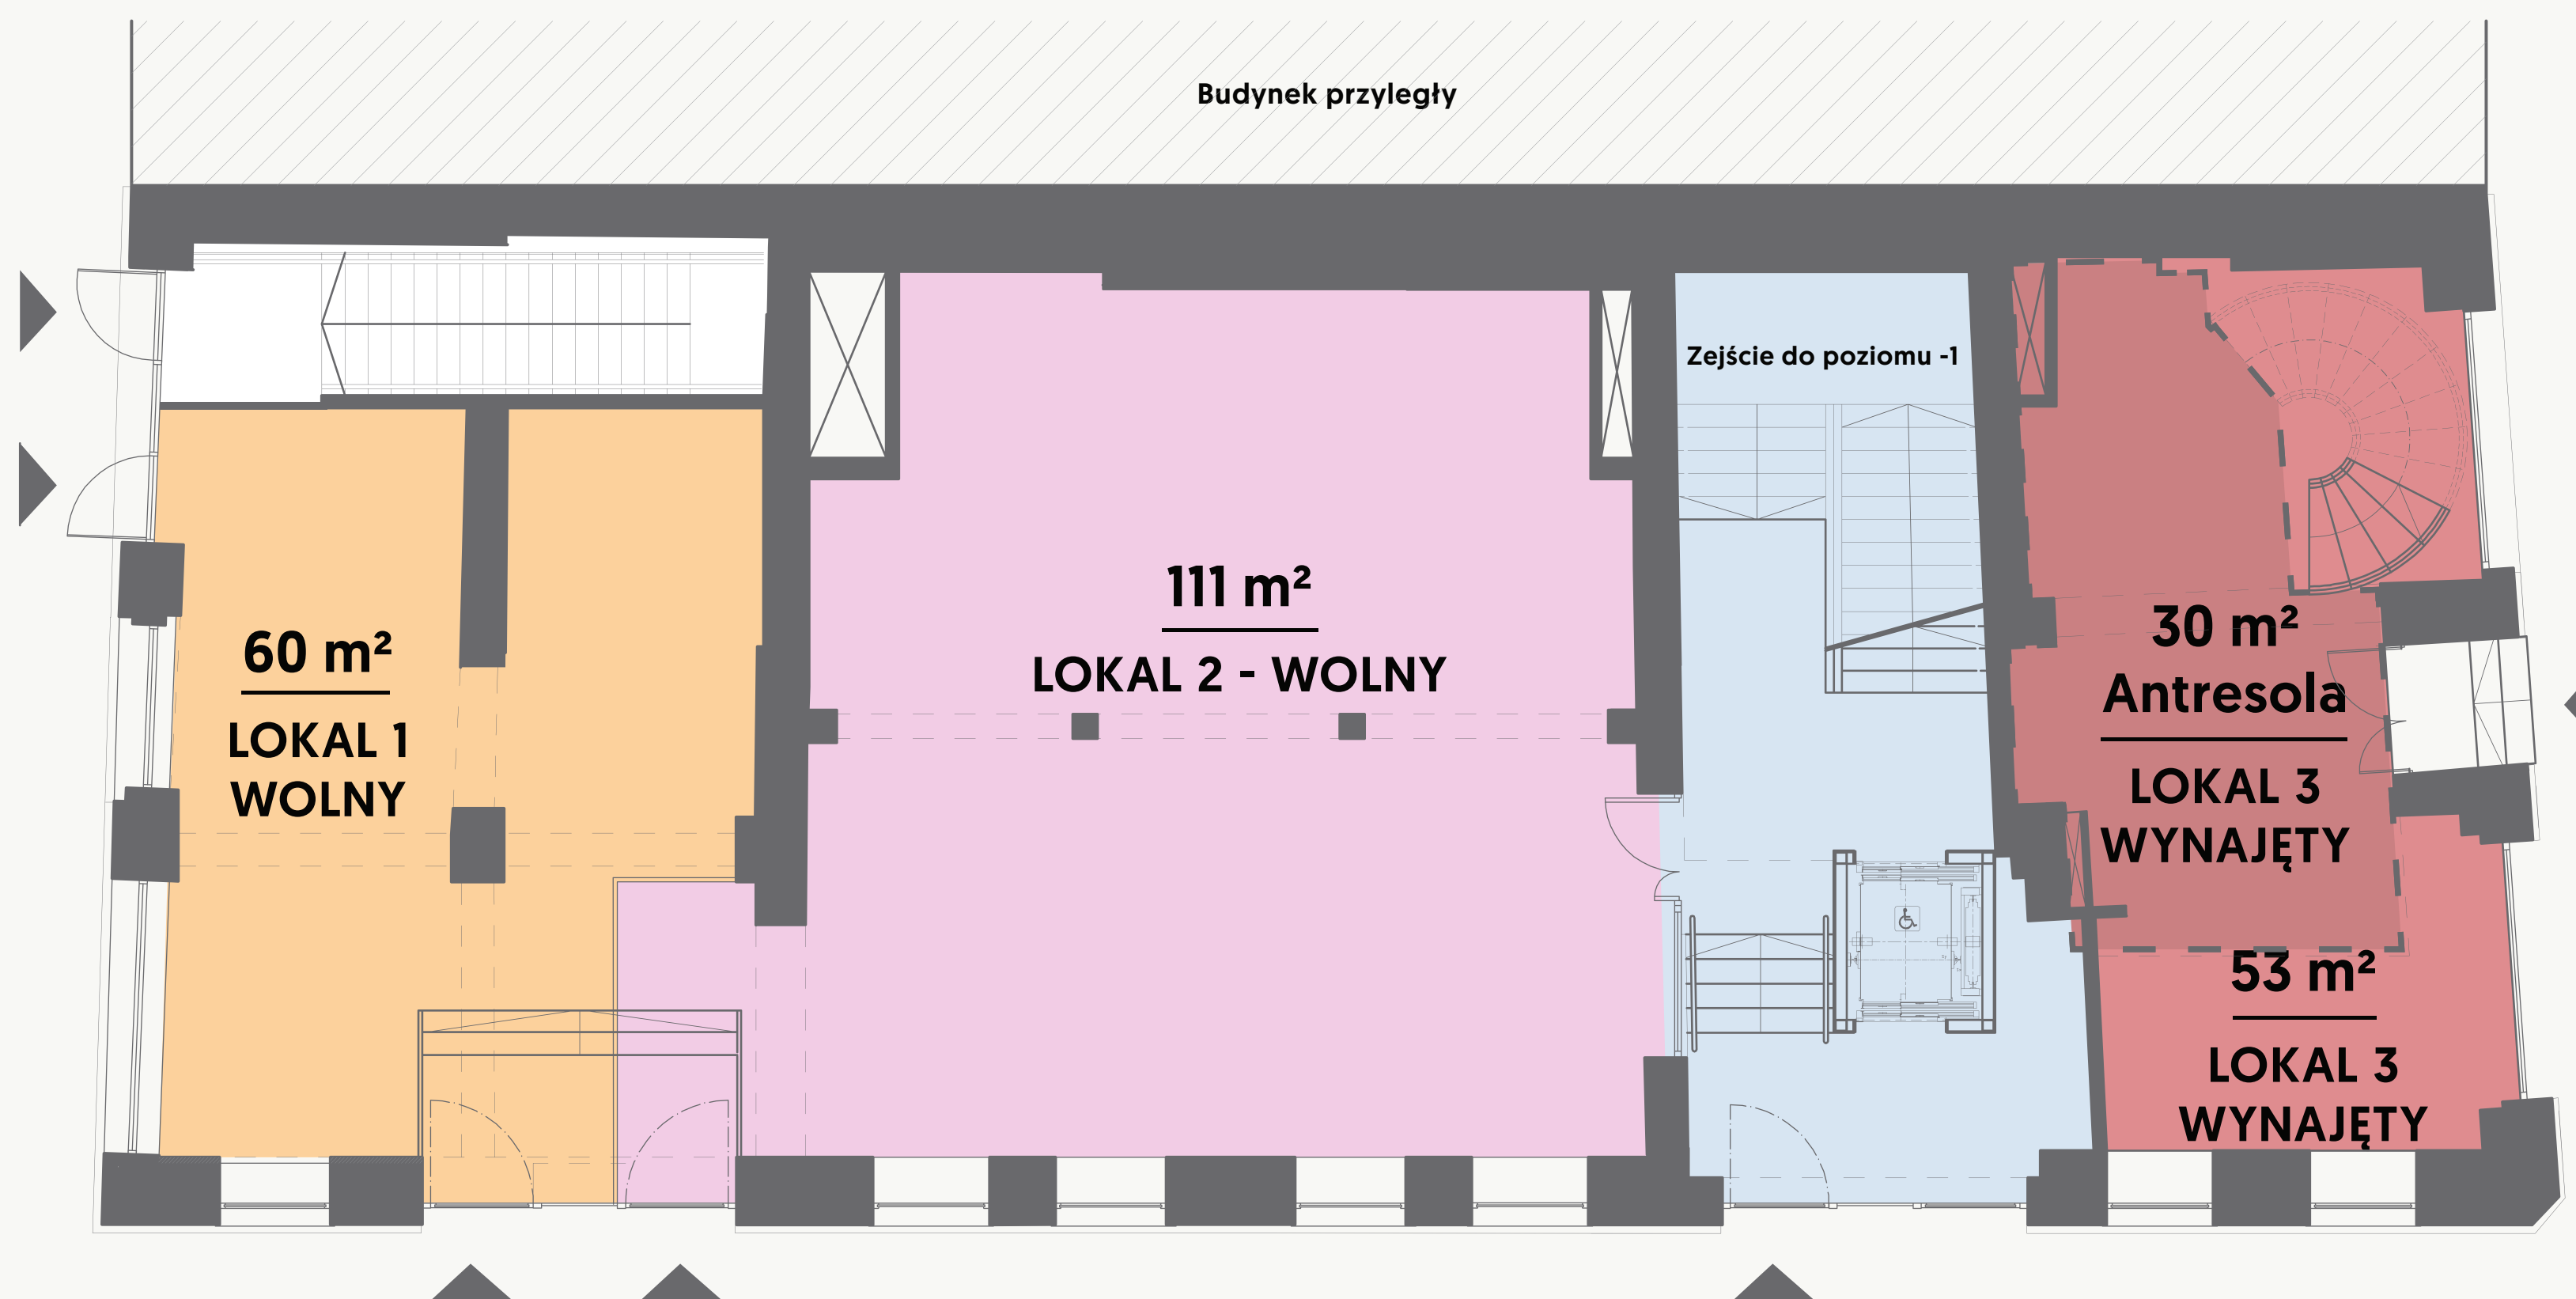 Budynek przyległy
Zejście do poziomu -1
60 m²
LOKAL 1
WOLNY
111 m²
LOKAL 2 - WOLNY
30 m²
Antresola
LOKAL 3
WYNAJĘTY
53 m²
LOKAL 3
WYNAJĘTY